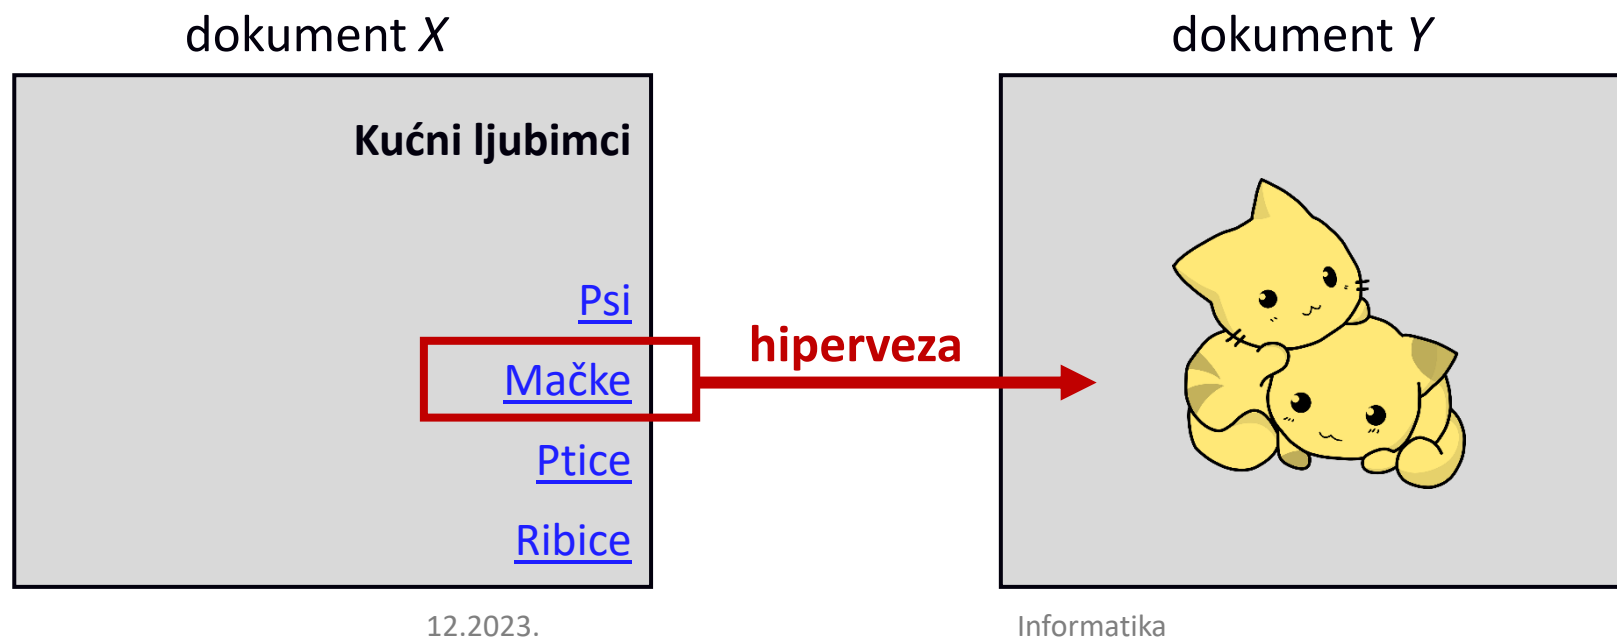 dokument X
dokument Y
Kućni ljubimci
Psi
Mačke
Ptice
Ribice
hiperveza
12.2023.
Informatika